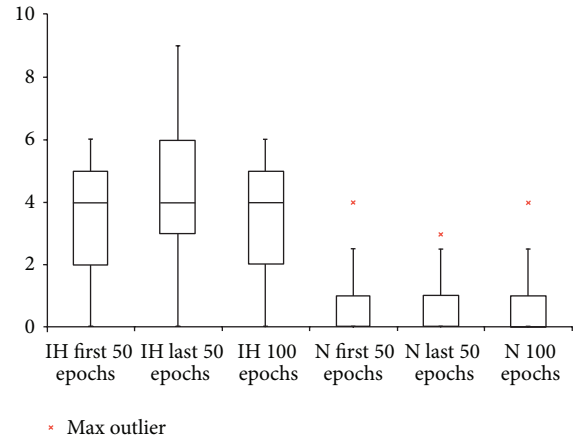 10
8
6
4
2
0
IH first 50 epochs
IH last 50 epochs
IH 100 epochs
N first 50 epochs
N last 50 epochs
N 100 epochs
Max outlier